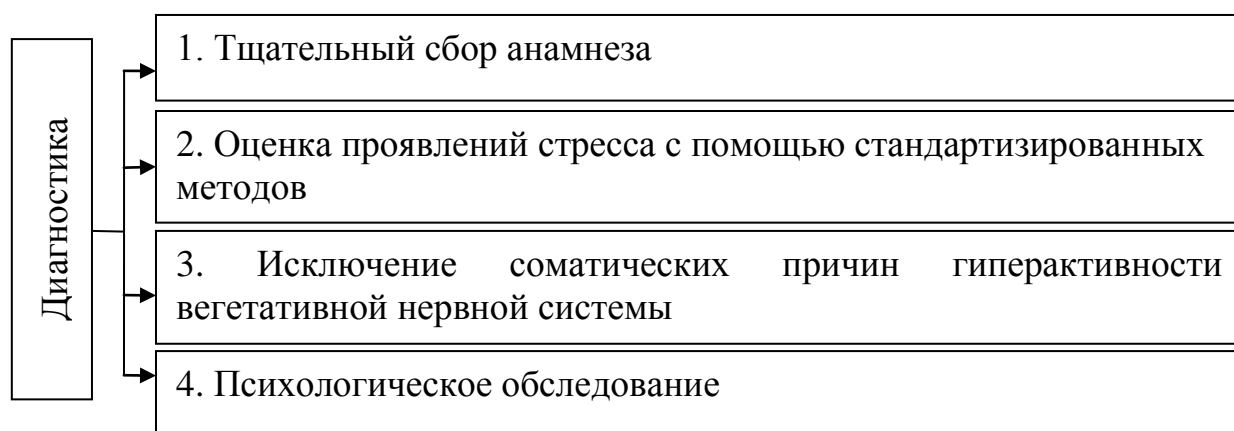 Диагностика
1. Тщательный сбор анамнеза
2. Оценка проявлений стресса с помощью стандартизированных
методов
3. Исключение соматических причин гиперактивности
вегетативной нервной системы
4. Психологическое обследование